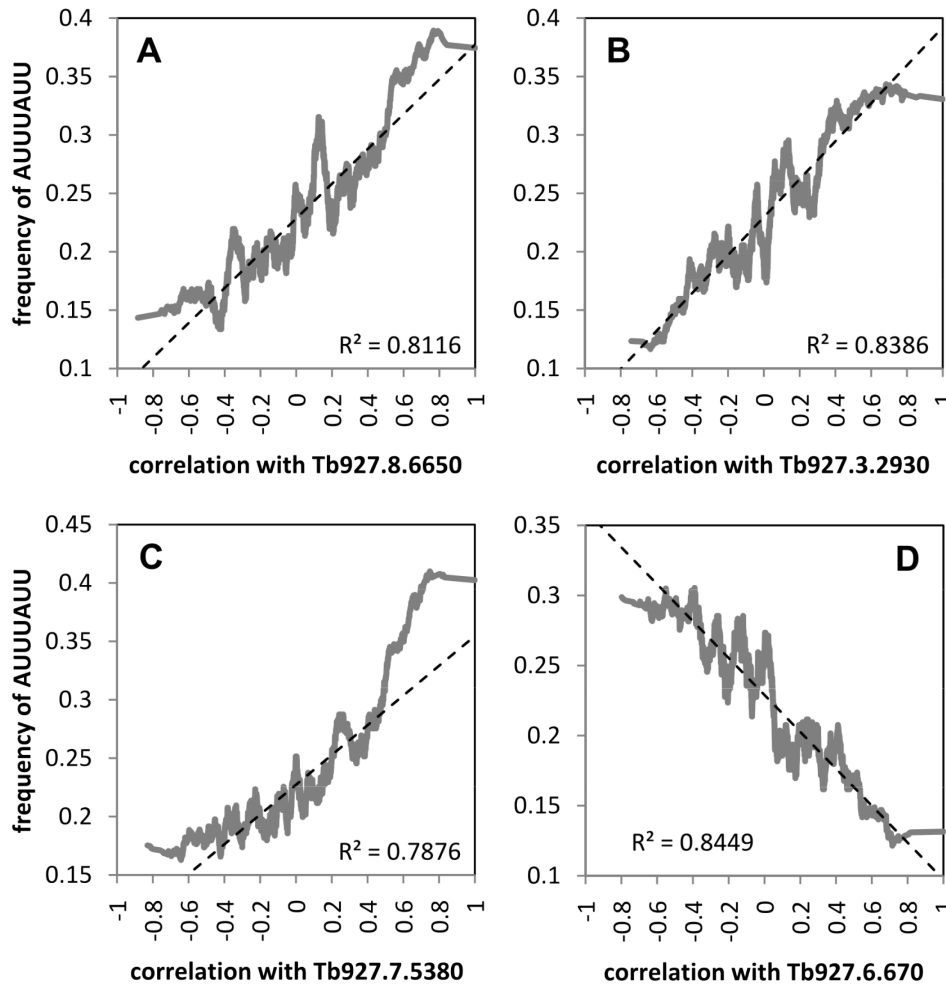 A
frequency of AUUUAUU
0.4
0.35
0.3
0.25
0.2
0.15
0.1
R² = 0.8116
-1 -0.8 -0.6 -0.4 -0.2 0 0.2 0.4 0.6 0.8 1
correlation with Tb927.8.6650
B
0.4
0.35
0.3
0.25
0.2
0.15
0.1
R² = 0.8386
-1 -0.8 -0.6 -0.4 -0.2 0 0.2 0.4 0.6 0.8 1
correlation with Tb927.3.2930
C
frequency of AUUUAUU
0.45
0.4
0.35
0.3
0.25
0.2
0.15
R² = 0.7876
-1 -0.8 -0.6 -0.4 -0.2 0 0.2 0.4 0.6 0.8 1
correlation with Tb927.7.5380
D
0.35
0.3
0.25
0.2
0.15
0.1
R² = 0.8449
-1 -0.8 -0.6 -0.4 -0.2 0 0.2 0.4 0.6 0.8 1
correlation with Tb927.6.670